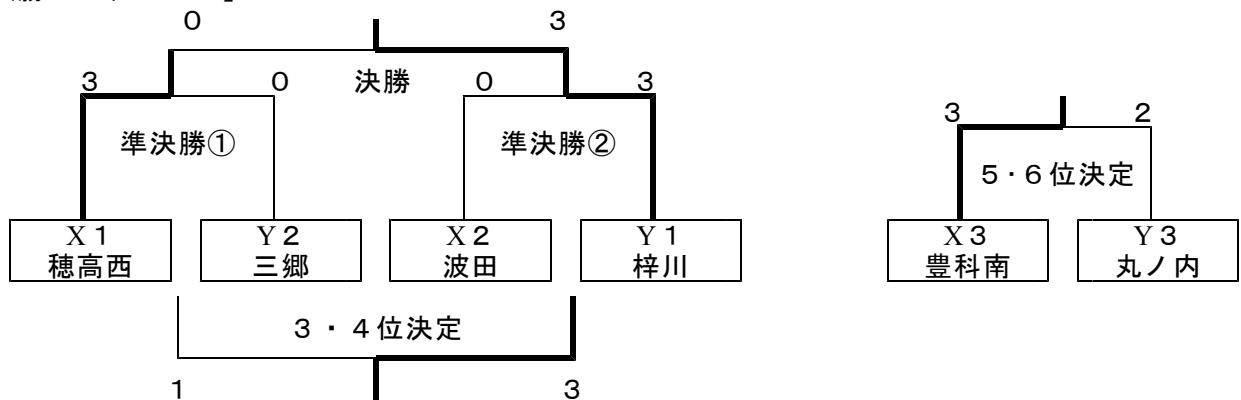 0 3
3 0 決勝 0 3
準決勝① 準決勝②
X1 Y2 X2 Y1
穂高西 三郷 波田 梓川
3・4位決定
1 3
3 2
5・6位決定
X3 Y3
豊科南 丸ノ内